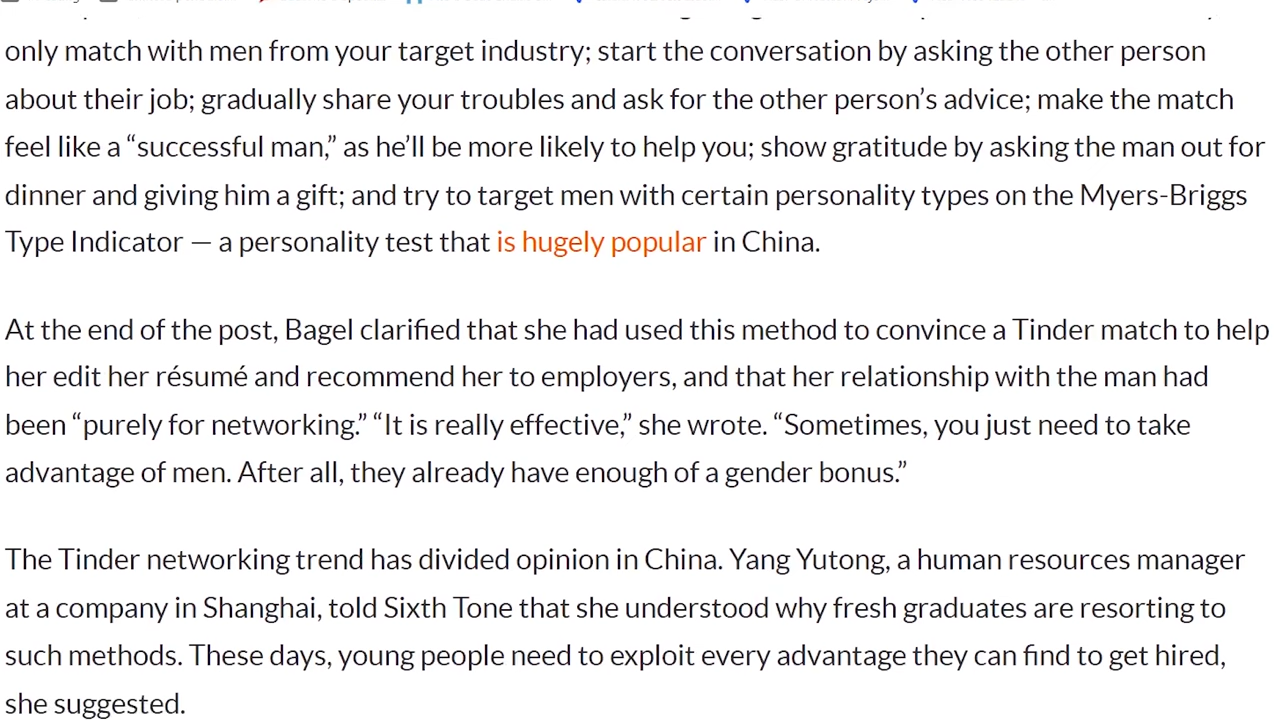 only match with men from your target industry; start the conversation by asking the other person
about their job; gradually share your troubles and ask for the other person’s advice; make the match
feel like a “successful man,” as he’ll be more likely to help you; show gratitude by asking the man out for
dinner and giving him a gift; and try to target men with certain personality types on the Myers-Briggs
Type Indicator — a personality test that is hugely popular in China.
At the end of the post, Bagel clarified that she had used this method to convince a Tinder match to help
her edit her résumé and recommend her to employers, and that her relationship with the man had
been “purely for networking.” “It is really effective,” she wrote. “Sometimes, you just need to take
advantage of men. After all, they already have enough of a gender bonus.”
The Tinder networking trend has divided opinion in China. Yang Yutong, a human resources manager
at a company in Shanghai, told Sixth Tone that she understood why fresh graduates are resorting to
such methods. These days, young people need to exploit every advantage they can find to get hired,
she suggested.